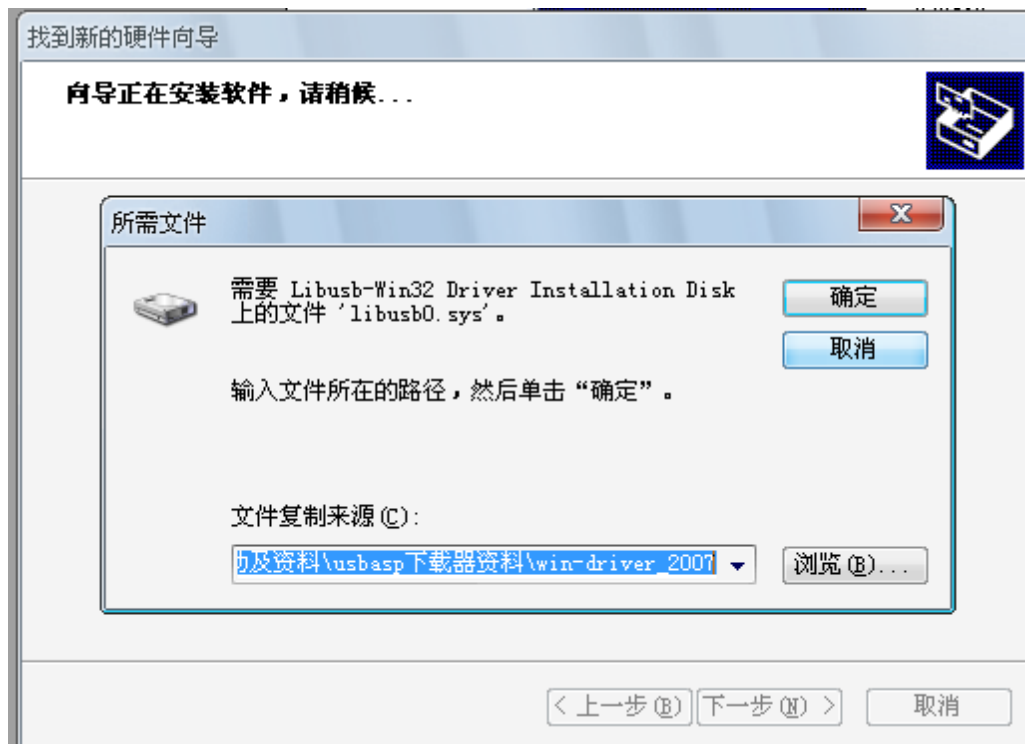 找到新的硬件向导
向导正在安装软件，请稍候...
所需文件
需要 Libusb-Win32 Driver Installation Disk
上的文件 'libusb0.sys'。
确定
取消
输入文件所在的路径，然后单击“确定”。
文件复制来源(C):
及资料\usbasp下载器资料\win-driver_2007
浏览(B)...
< 上一步(B)
下一步(N) >
取消